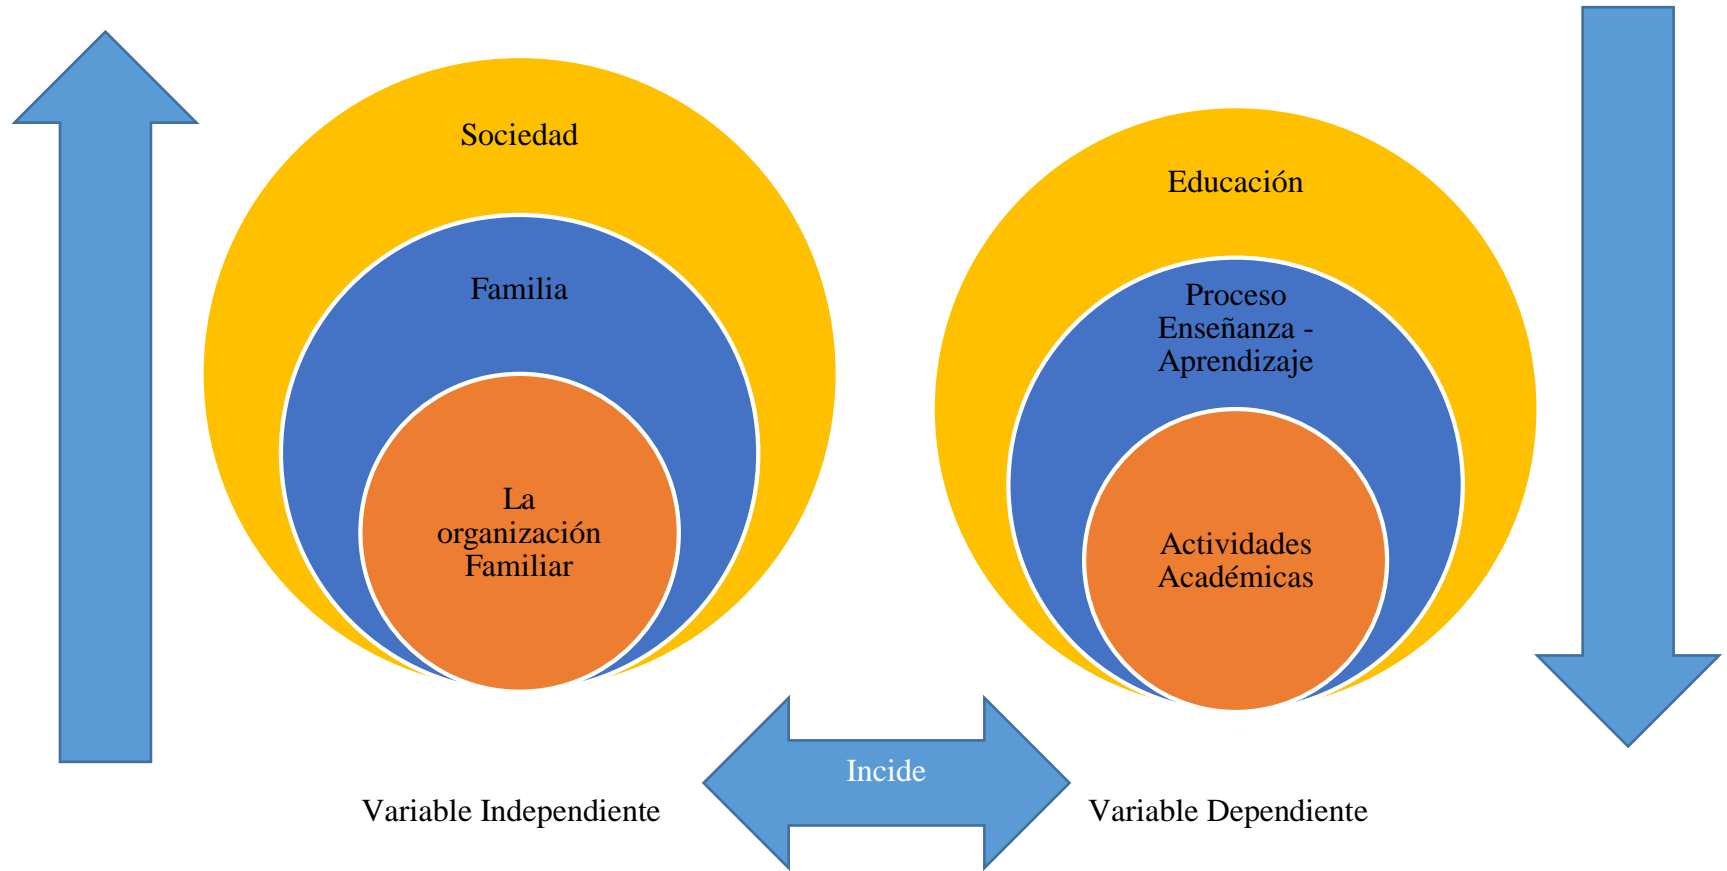 Sociedad
Familia
La
organización
Familiar
Educación
Proceso
Enseñanza -
Aprendizaje
Actividades
Académicas
Incide
Variable Independiente
Variable Dependiente